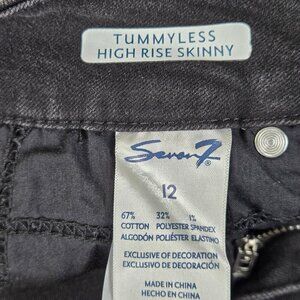 TUMMYLESS
HIGH RISE SKINNY
Seven7
12
67% 32% 1%
COTTON POLYESTER SPANDEX
ALGODÓN POLIÉSTER ELASTINO
EXCLUSIVE OF DECORATION
EXCLUSIVO DE DECORACIÓN
MADE IN CHINA
HECHO EN CHINA